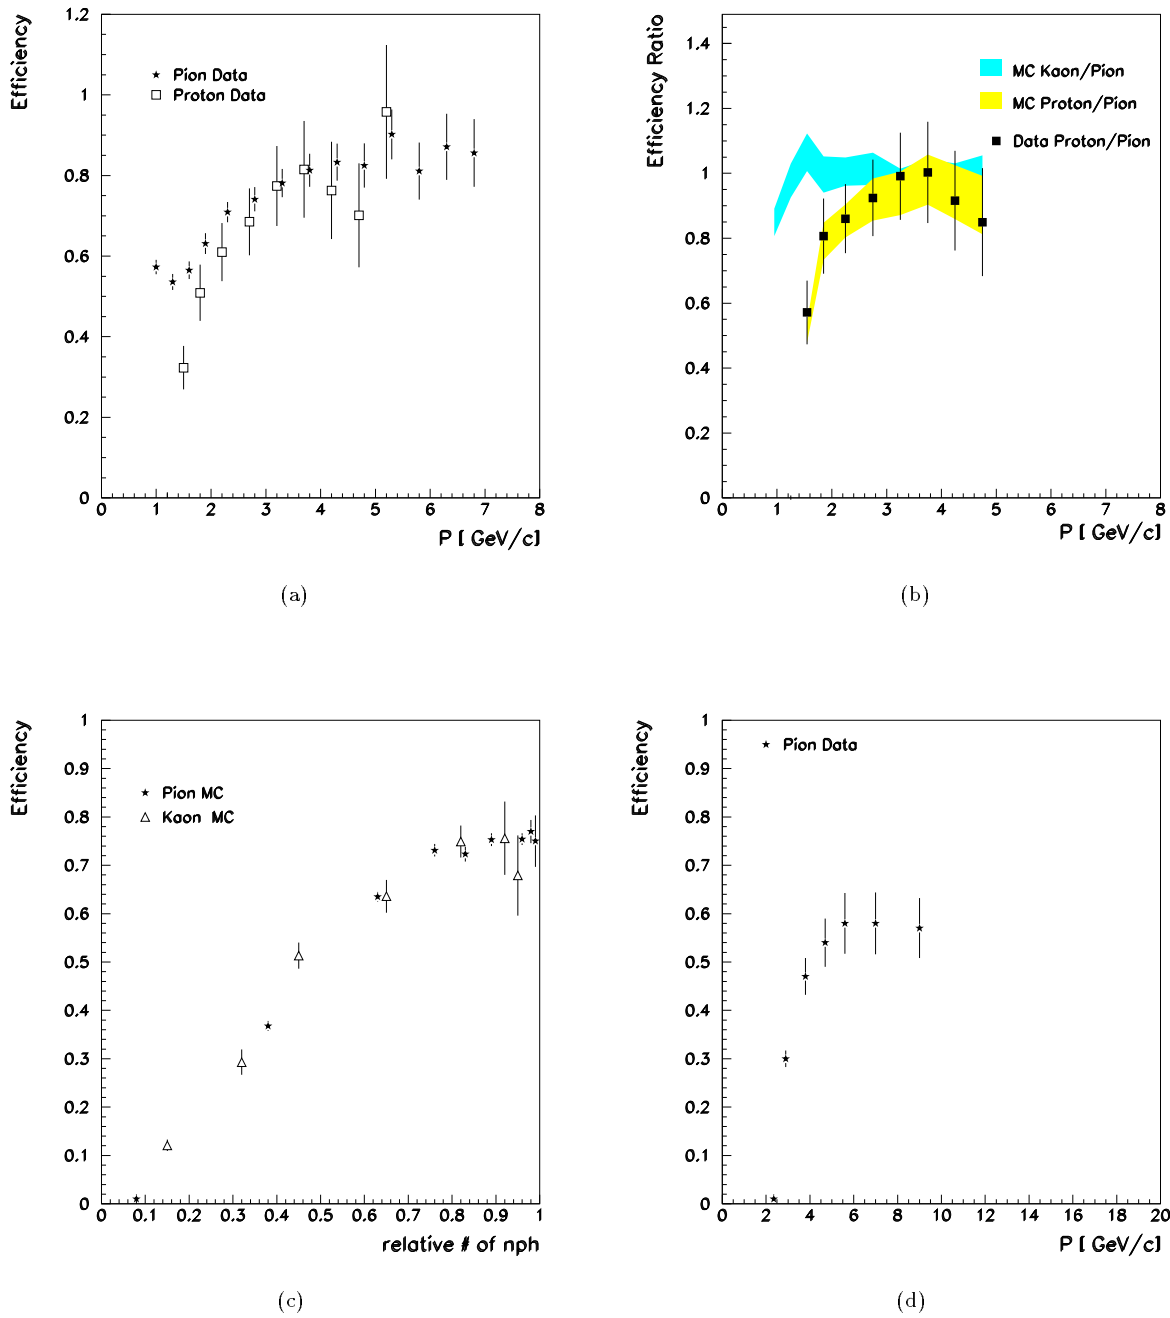 Efficiency
1.2
1
0.8
0.6
0.4
0.2
0
Pion Data
Proton Data
0 1 2 3 4 5 6 7 8
P [ GeV/c]
(a)
Efficiency Ratio
1.4
1.2
1
0.8
0.6
0.4
0.2
0
MC Kaon/Pion
MC Proton/Pion
Data Proton/Pion
0 1 2 3 4 5 6 7 8
P [ GeV/c]
(b)
Efficiency
1
0.9
0.8
0.7
0.6
0.5
0.4
0.3
0.2
0.1
0
Pion MC
Kaon MC
0 0.1 0.2 0.3 0.4 0.5 0.6 0.7 0.8 0.9 1
relative # of nph
(c)
Efficiency
1
0.9
0.8
0.7
0.6
0.5
0.4
0.3
0.2
0.1
0
Pion Data
0 2 4 6 8 10 12 14 16 18 20
P [ GeV/c]
(d)